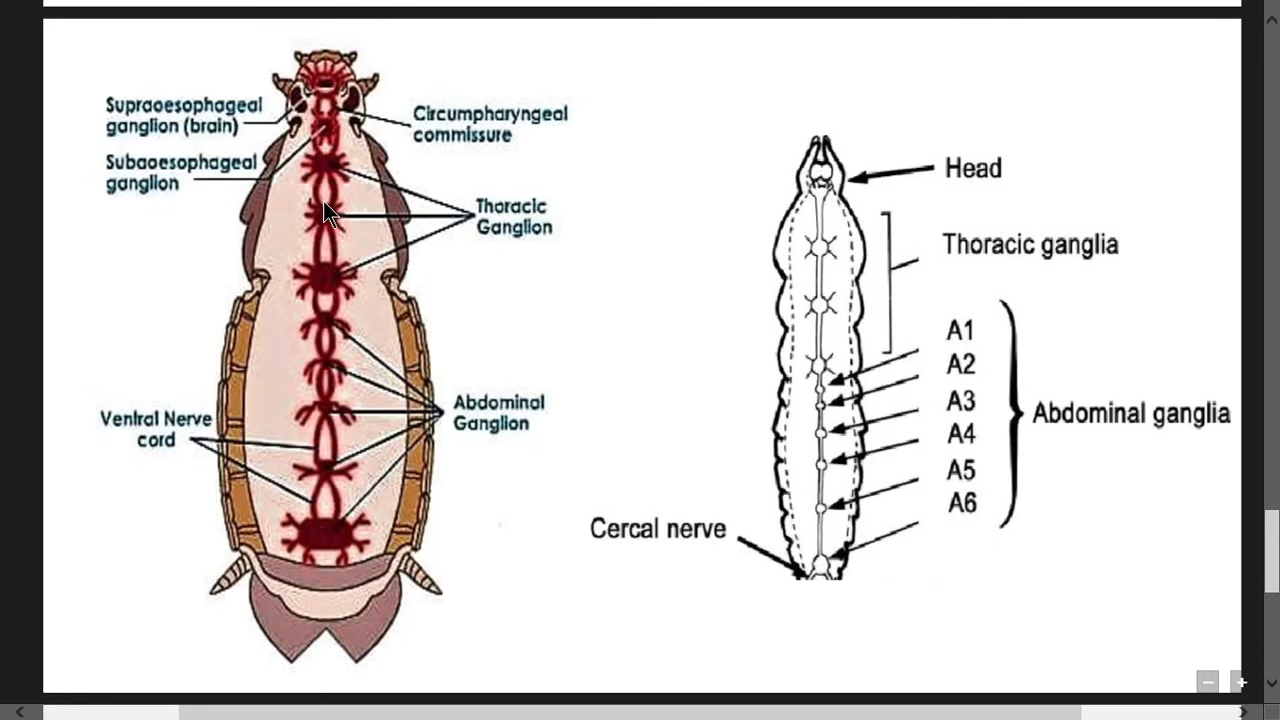 Supraoesophageal
ganglion (brain)
Subaoesophageal
ganglion
Circumpharyngeal
commissure
Thoracic
Ganglion
Ventral Nerve
cord
Abdominal
Ganglion
Head
Thoracic ganglia
A1
A2
A3
A4
A5
A6
Abdominal ganglia
Cercal nerve